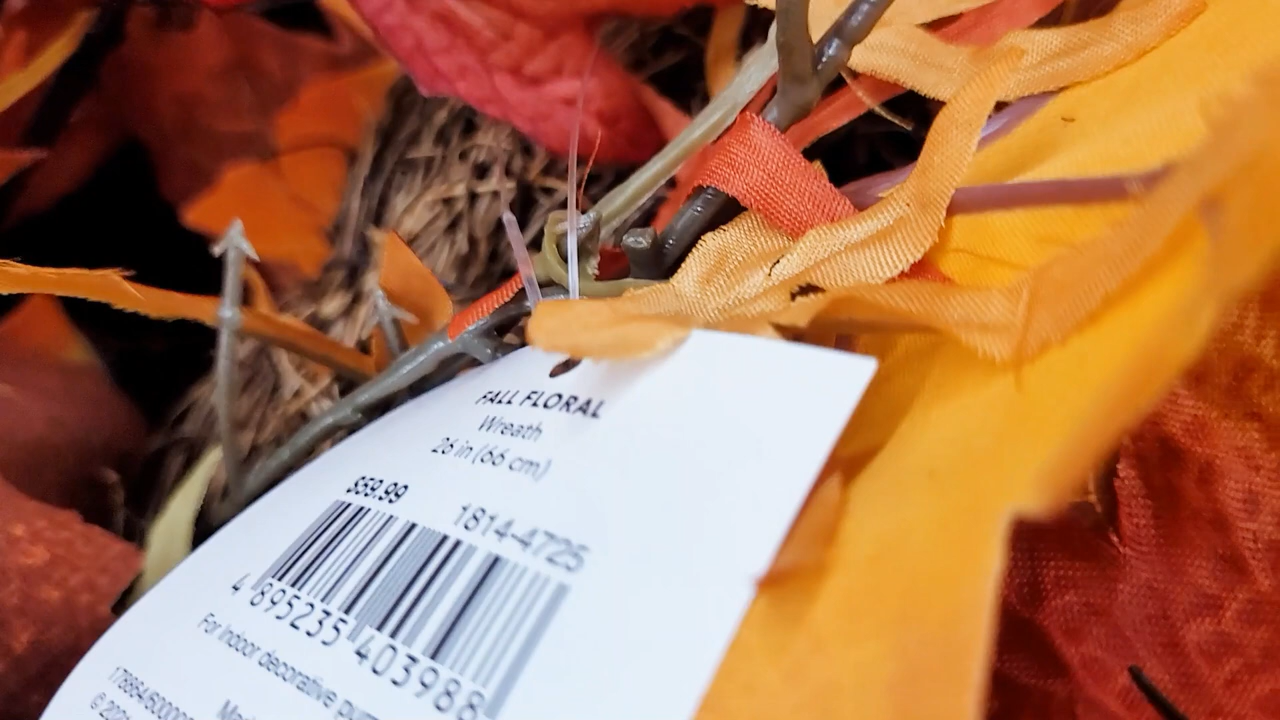 FALL FLORAL
Wreath
26 in (66 cm)
$59.99
1814-4725
4 895235 403988
For indoor decorative
©